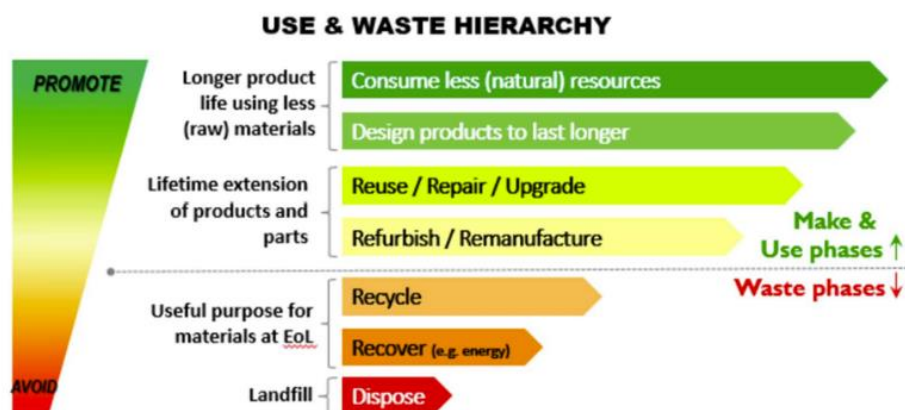 USE & WASTE HIERARCHY
PROMOTE
Longer product
life using less
(raw) materials
Consume less (natural) resources
Design products to last longer
Lifetime extension
of products and
parts
Reuse / Repair / Upgrade
Refurbish / Remanufacture
Make &
Use phases ↑
Waste phases ↓
Useful purpose for
materials at EoL
Recycle
Recover (e.g. energy)
AVOID
Landfill
Dispose